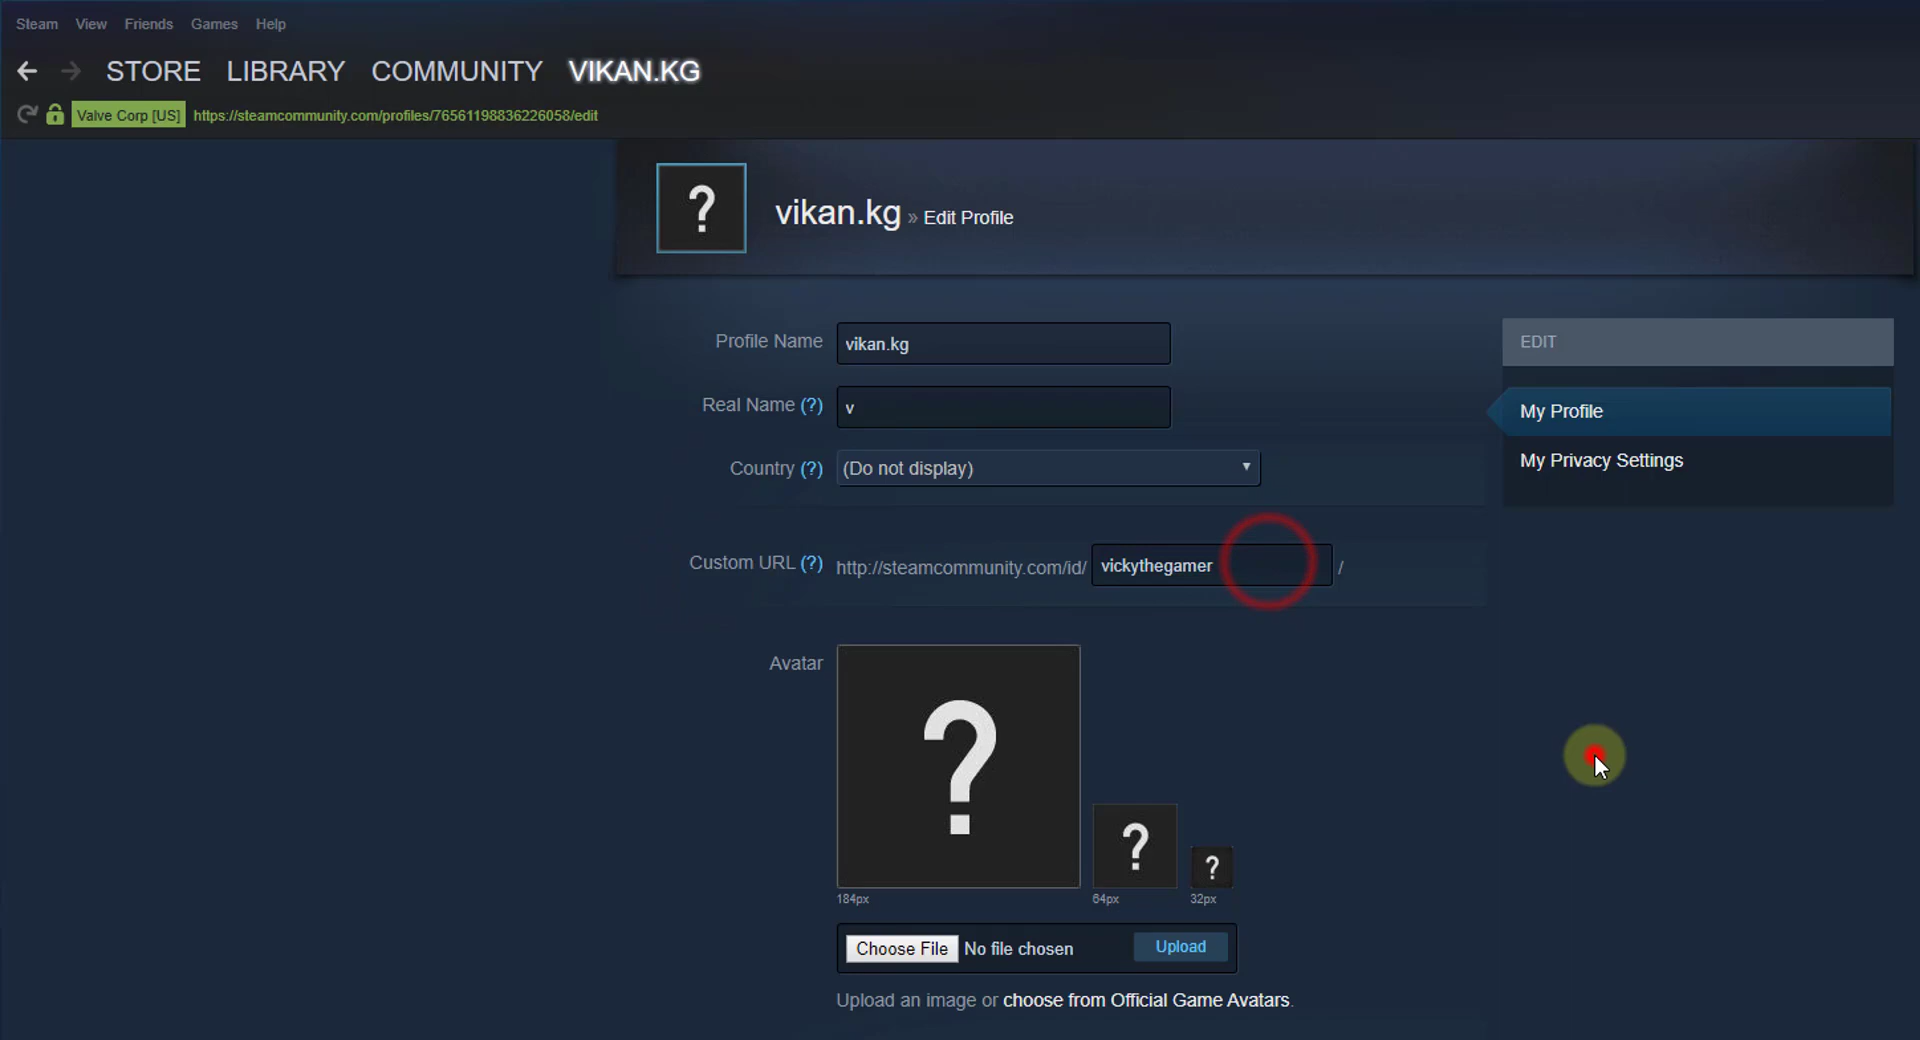 Steam View Friends Games Help
STORE LIBRARY COMMUNITY VIKAN.KG
Valve Corp [US] https://steamcommunity.com/profiles/76561198836226058/edit
vikan.kg » Edit Profile
Profile Name vikan.kg
EDIT
Real Name (?) v
My Profile
Country (?) (Do not display)
My Privacy Settings
Custom URL (?) http://steamcommunity.com/id/ vickythegamer /
Avatar
?
184px 64px 32px
Choose File No file chosen Upload
Upload an image or choose from Official Game Avatars.